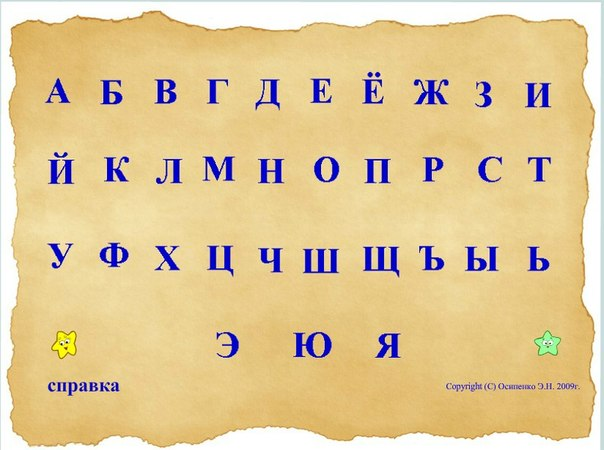 А Б В Г Д Е Ё Ж З И
Й К Л М Н О П Р С Т
У Ф Х Ц Ч Ш Щ Ъ Ы Ь
Э Ю Я
справка
Copyright (C) Осипенко Э.Н. 2009г.